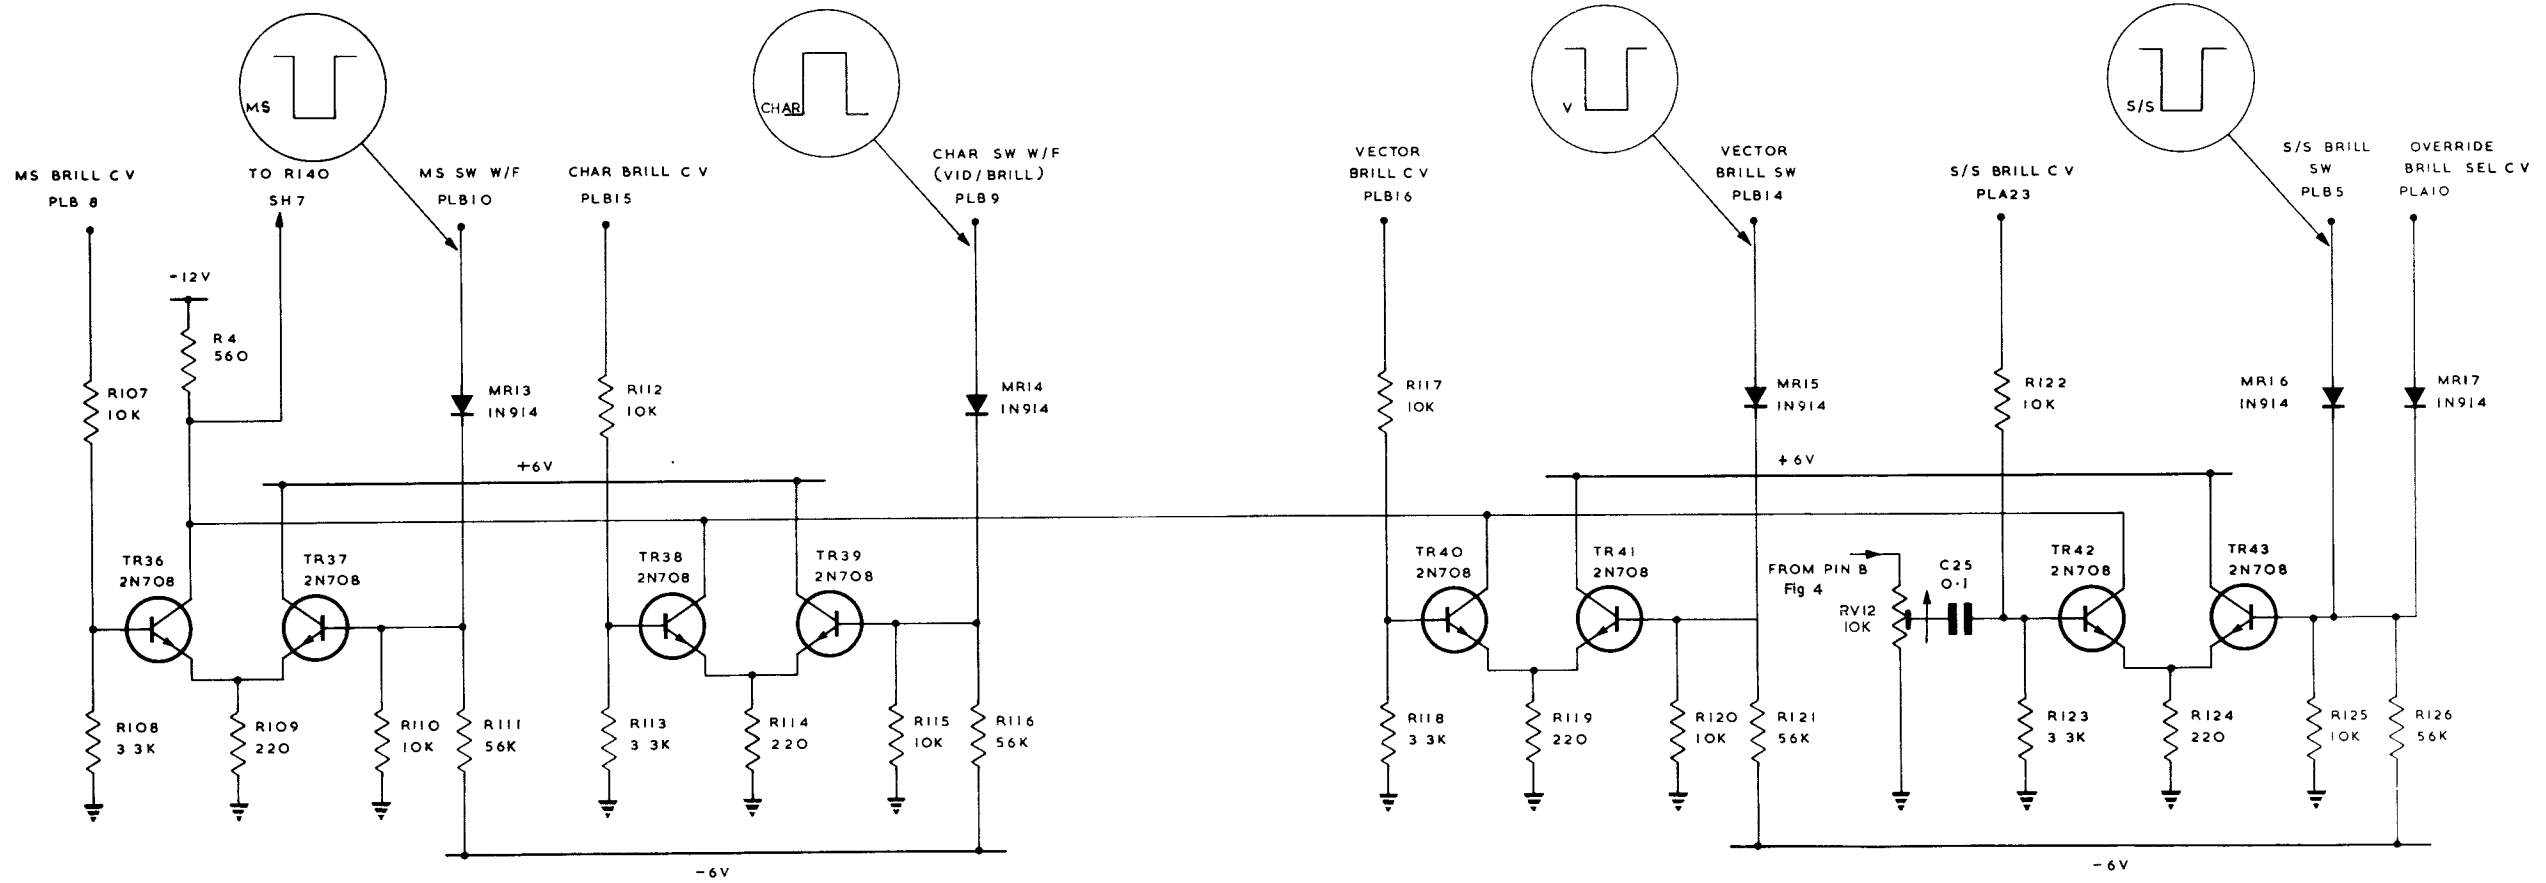 MS
CHAR
V
S/S
MS BRILL C V
PLB 8
TO R140
SH7
MS SW W/F
PLB10
CHAR BRILL C V
PLB15
CHAR SW W/F
(VID/BRILL)
PLB9
VECTOR
BRILL C V
PLB16
VECTOR
BRILL SW
PLB14
S/S BRILL C V
PLA23
S/S BRILL
SW
PLB5
OVERRIDE
BRILL SEL C V
PLA10
-12V
R4
560
R107
10K
MR13
1N914
R112
10K
MR14
1N914
R117
10K
MR15
1N914
R122
10K
MR16
1N914
MR17
1N914
+6V
+6V
TR36
2N708
TR37
2N708
TR38
2N708
TR39
2N708
TR40
2N708
TR41
2N708
FROM PIN B
Fig 4
RV12
10K
C25
0·1
TR42
2N708
TR43
2N708
R108
3 3K
R109
220
R110
10K
R111
56K
R113
3 3K
R114
220
R115
10K
R116
56K
R118
3 3K
R119
220
R120
10K
R121
56K
R123
3 3K
R124
220
R125
10K
R126
56K
-6V
-6V